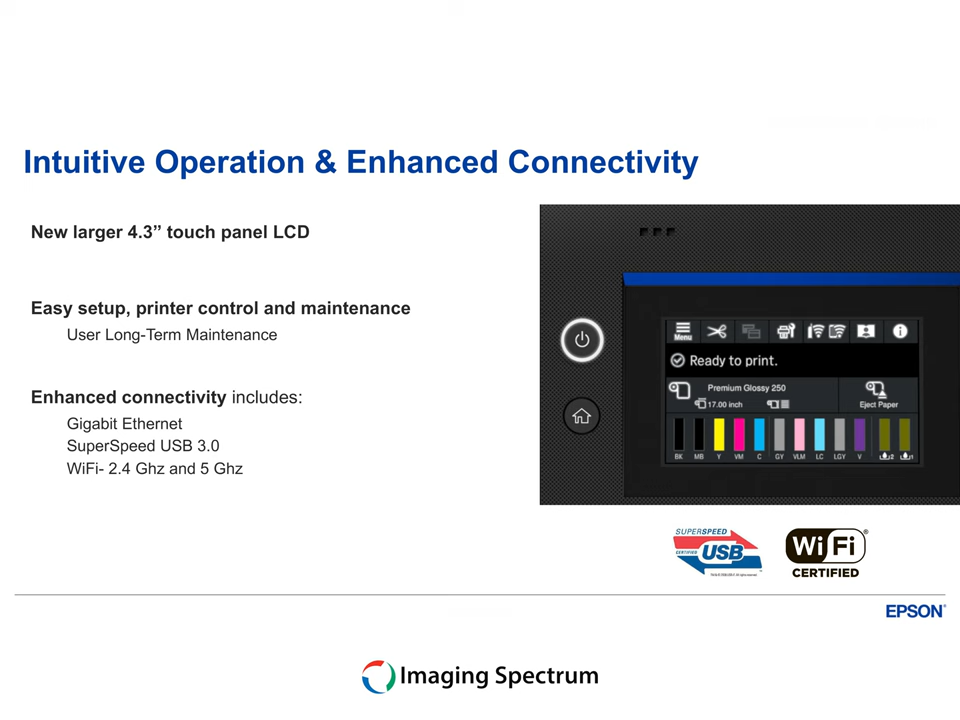 Intuitive Operation & Enhanced Connectivity
New larger 4.3” touch panel LCD
Easy setup, printer control and maintenance
User Long-Term Maintenance
Enhanced connectivity includes:
Gigabit Ethernet
SuperSpeed USB 3.0
WiFi- 2.4 Ghz and 5 Ghz
Menu
Ready to print.
Premium Glossy 250
17.00 inch
Eject Paper
BK MB Y VM C GY VLM LC LGY V 2 1
SUPERSPEED
CERTIFIED USB
Wi Fi ®
CERTIFIED
EPSON®
Imaging Spectrum